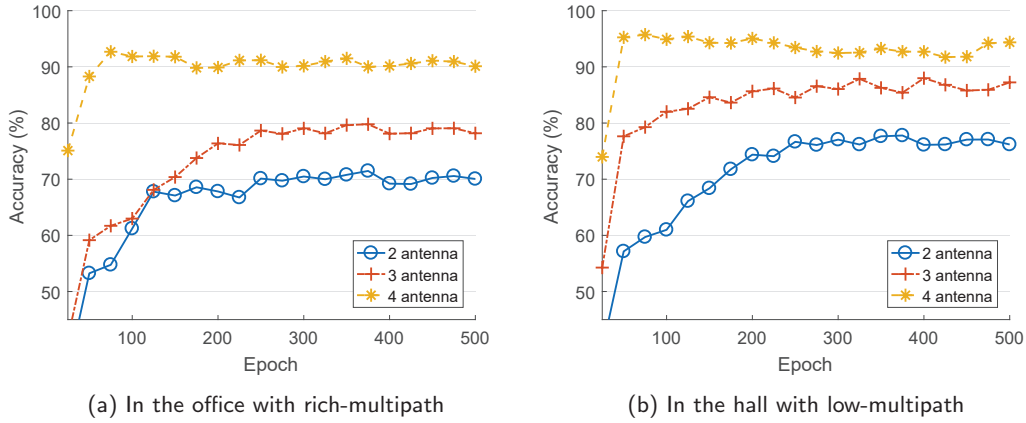 100
90
80
70
60
50
Accuracy (%)
100 200 300 400 500
Epoch
2 antenna
3 antenna
4 antenna
(a) In the office with rich-multipath
100
90
80
70
60
50
Accuracy (%)
100 200 300 400 500
Epoch
2 antenna
3 antenna
4 antenna
(b) In the hall with low-multipath